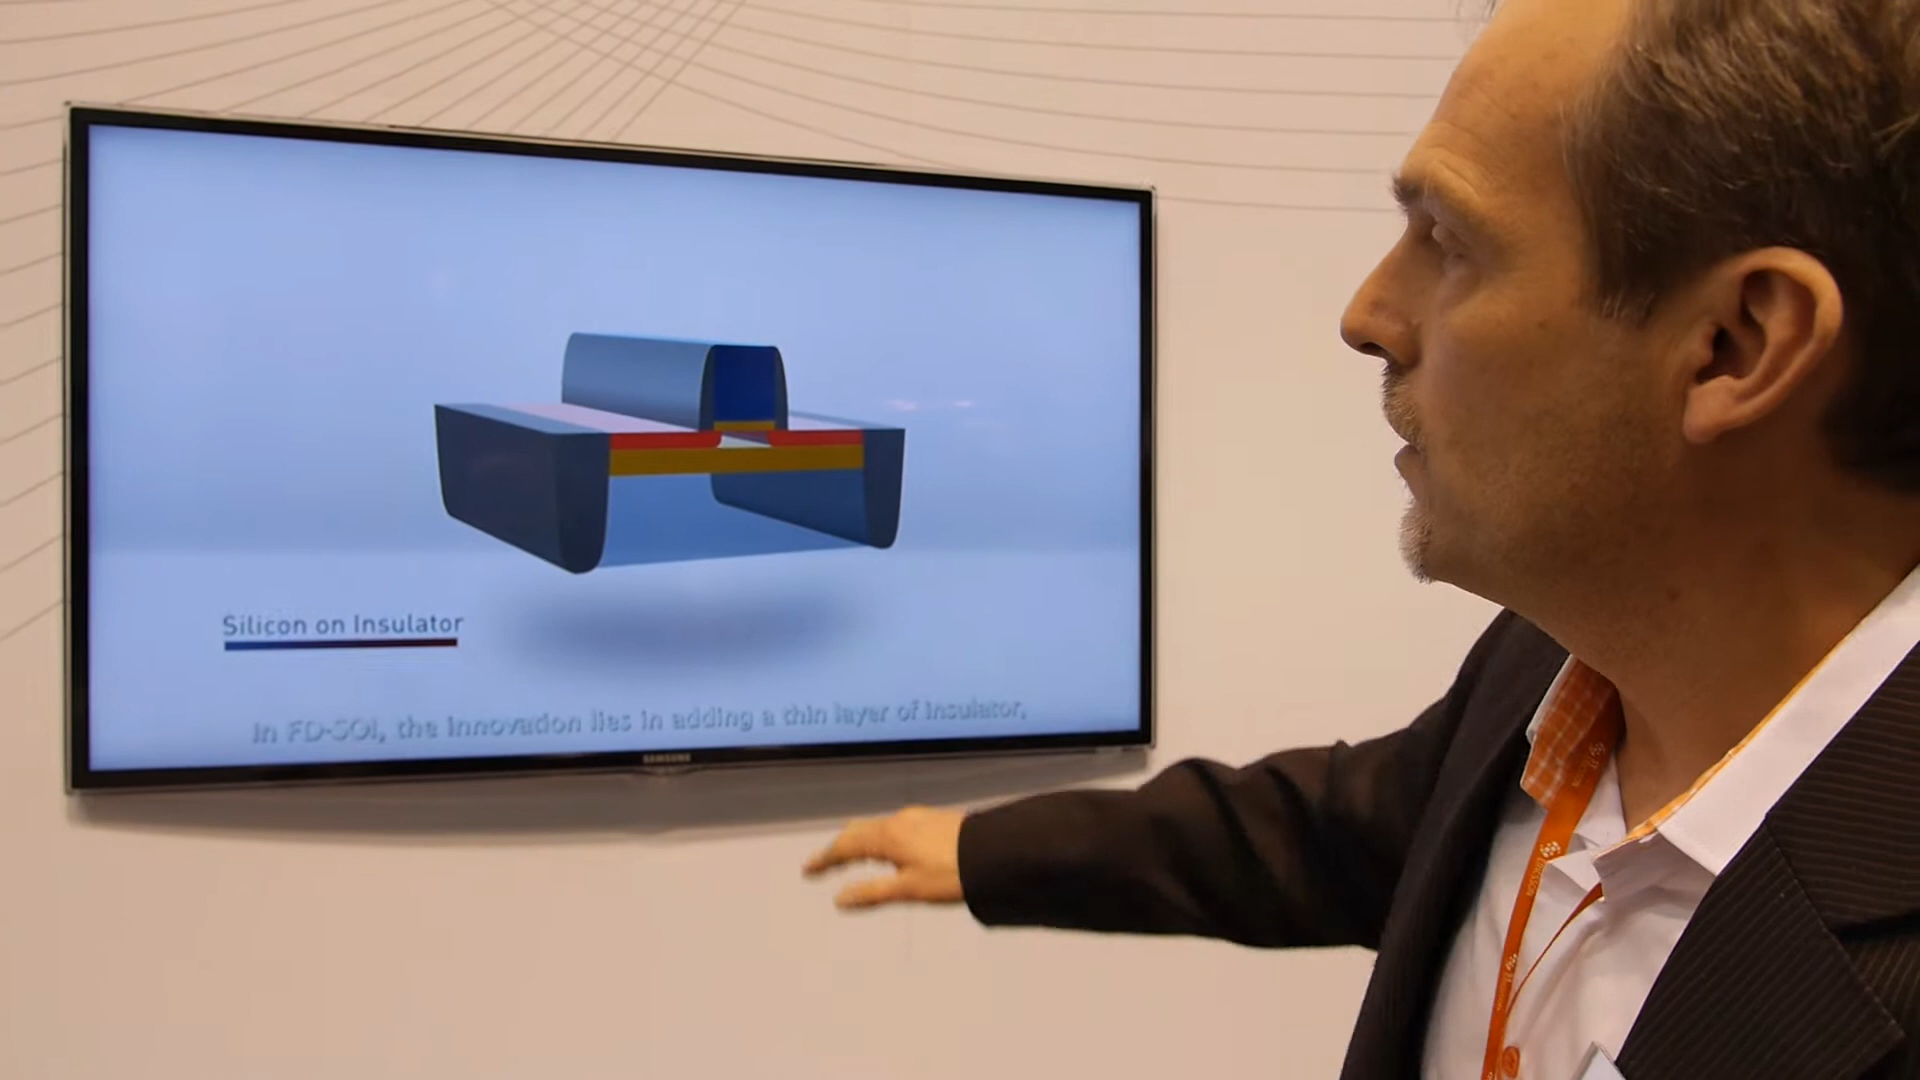 Silicon on Insulator
In FD-SOI, the innovation lies in adding a thin layer of insulator,
SAMSUNG